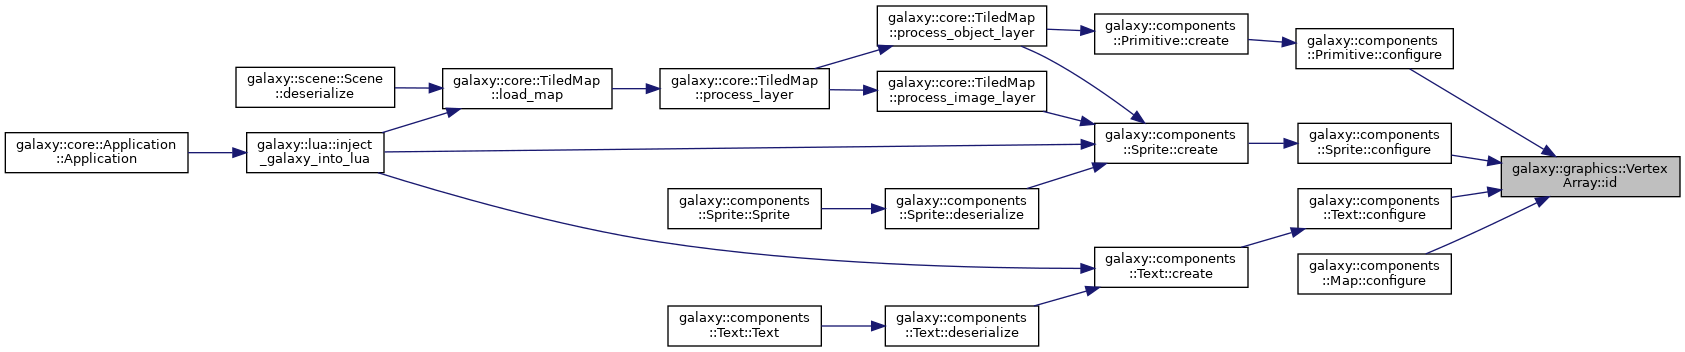 galaxy::core::TiledMap
::process_object_layer
galaxy::components
::Primitive::create
galaxy::components
::Primitive::configure
galaxy::scene::Scene
::deserialize
galaxy::core::TiledMap
::load_map
galaxy::core::TiledMap
::process_layer
galaxy::core::TiledMap
::process_image_layer
galaxy::core::Application
::Application
galaxy::lua::inject
_galaxy_into_lua
galaxy::components
::Sprite::create
galaxy::components
::Sprite::configure
galaxy::graphics::Vertex
Array::id
galaxy::components
::Sprite::Sprite
galaxy::components
::Sprite::deserialize
galaxy::components
::Text::configure
galaxy::components
::Text::create
galaxy::components
::Map::configure
galaxy::components
::Text::Text
galaxy::components
::Text::deserialize